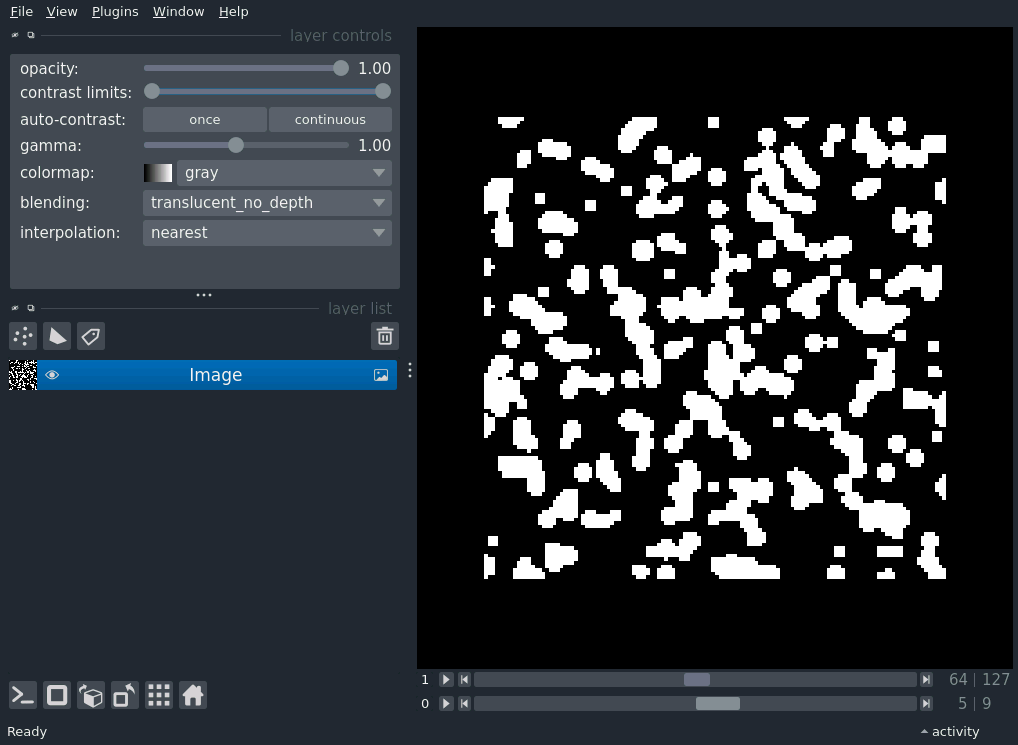 File View Plugins Window Help
layer controls
opacity: 1.00
contrast limits:
auto-contrast: once continuous
gamma: 1.00
colormap: gray
blending: translucent_no_depth
interpolation: nearest
layer list
Image
1 64 | 127
0 5 | 9
Ready activity